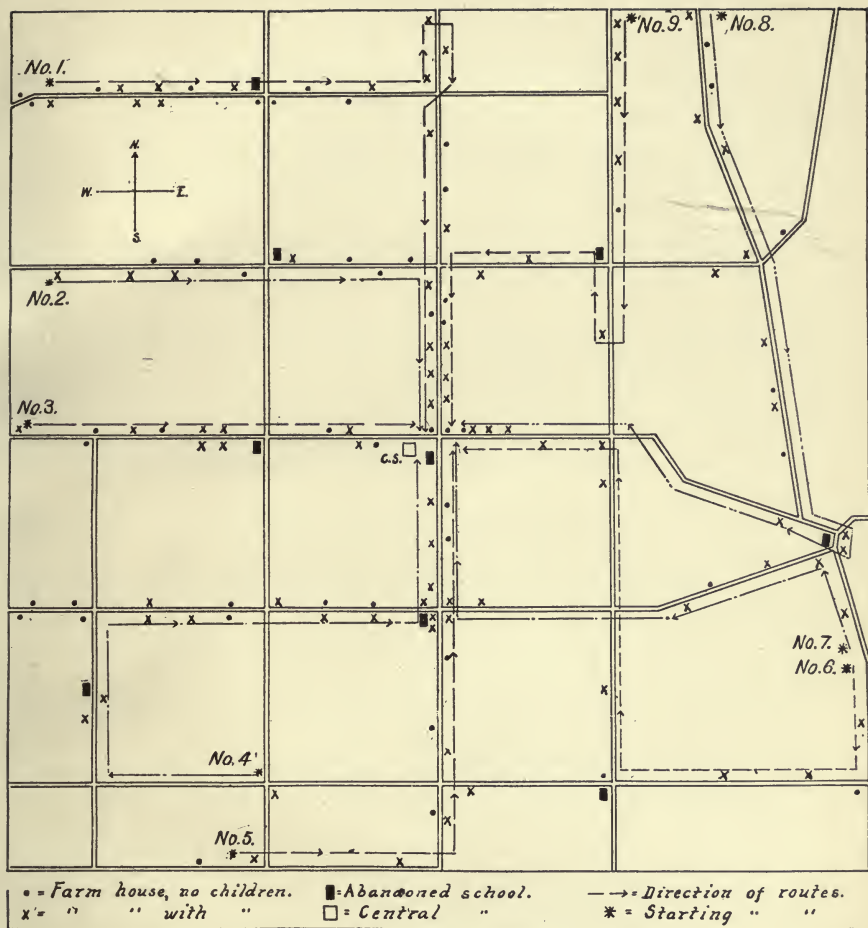 No.1.
No.9.
No.8.
N.
W. E.
S.
No.2.
No.3.
C.S.
No.7.
No.6.
No.4
No.5.
• = Farm house, no children. ▮ = Abandoned school. — → = Direction of routes.
x = " " with " □ = Central " * = Starting " "